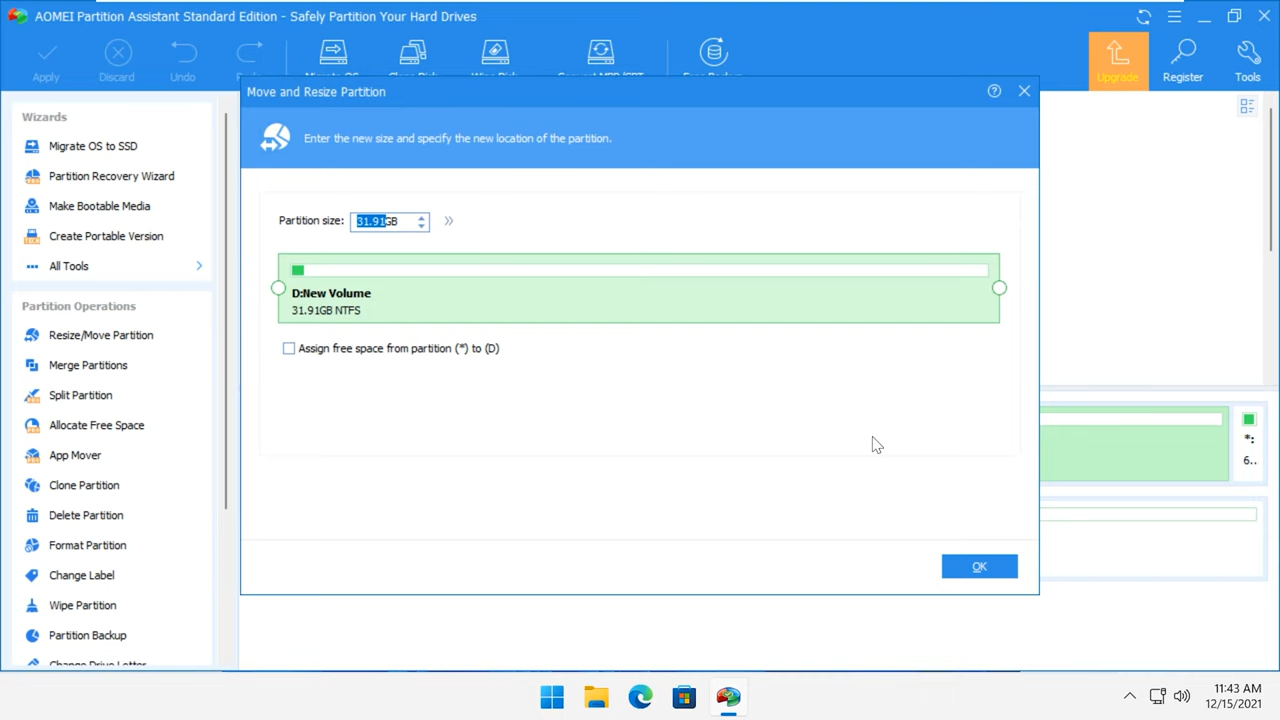 AOMEI Partition Assistant Standard Edition - Safely Partition Your Hard Drives
Apply
Discard
Undo
Upgrade
Register
Tools
Move and Resize Partition
Enter the new size and specify the new location of the partition.
Wizards
Migrate OS to SSD
Partition Recovery Wizard
Make Bootable Media
Create Portable Version
All Tools
Partition Operations
Resize/Move Partition
Merge Partitions
Split Partition
Allocate Free Space
App Mover
Clone Partition
Delete Partition
Format Partition
Change Label
Wipe Partition
Partition Backup
Change Drive Letter
Partition size: 31.91GB
D:New Volume
31.91GB NTFS
Assign free space from partition (*) to (D)
OK
*:
6..
11:43 AM
12/15/2021